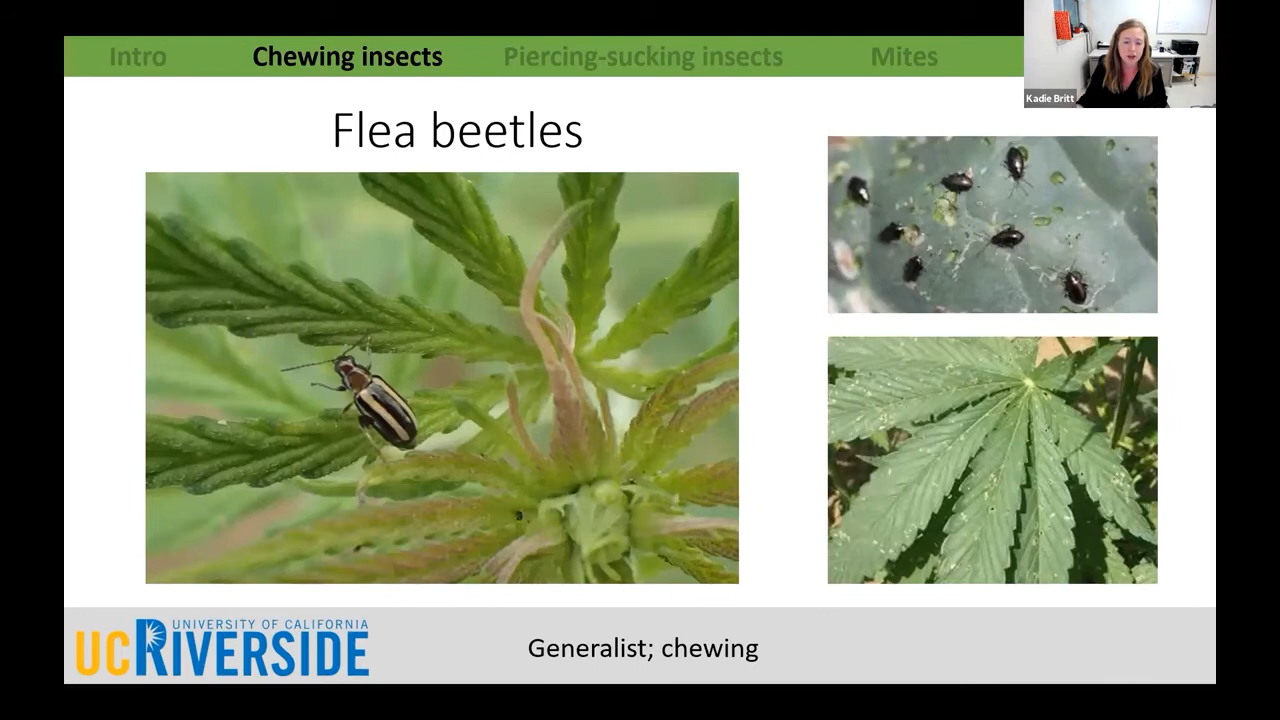 Intro Chewing insects Piercing-sucking insects Mites
Kadie Britt
Flea beetles
UNIVERSITY OF CALIFORNIA
UCRIVERSIDE
Generalist; chewing